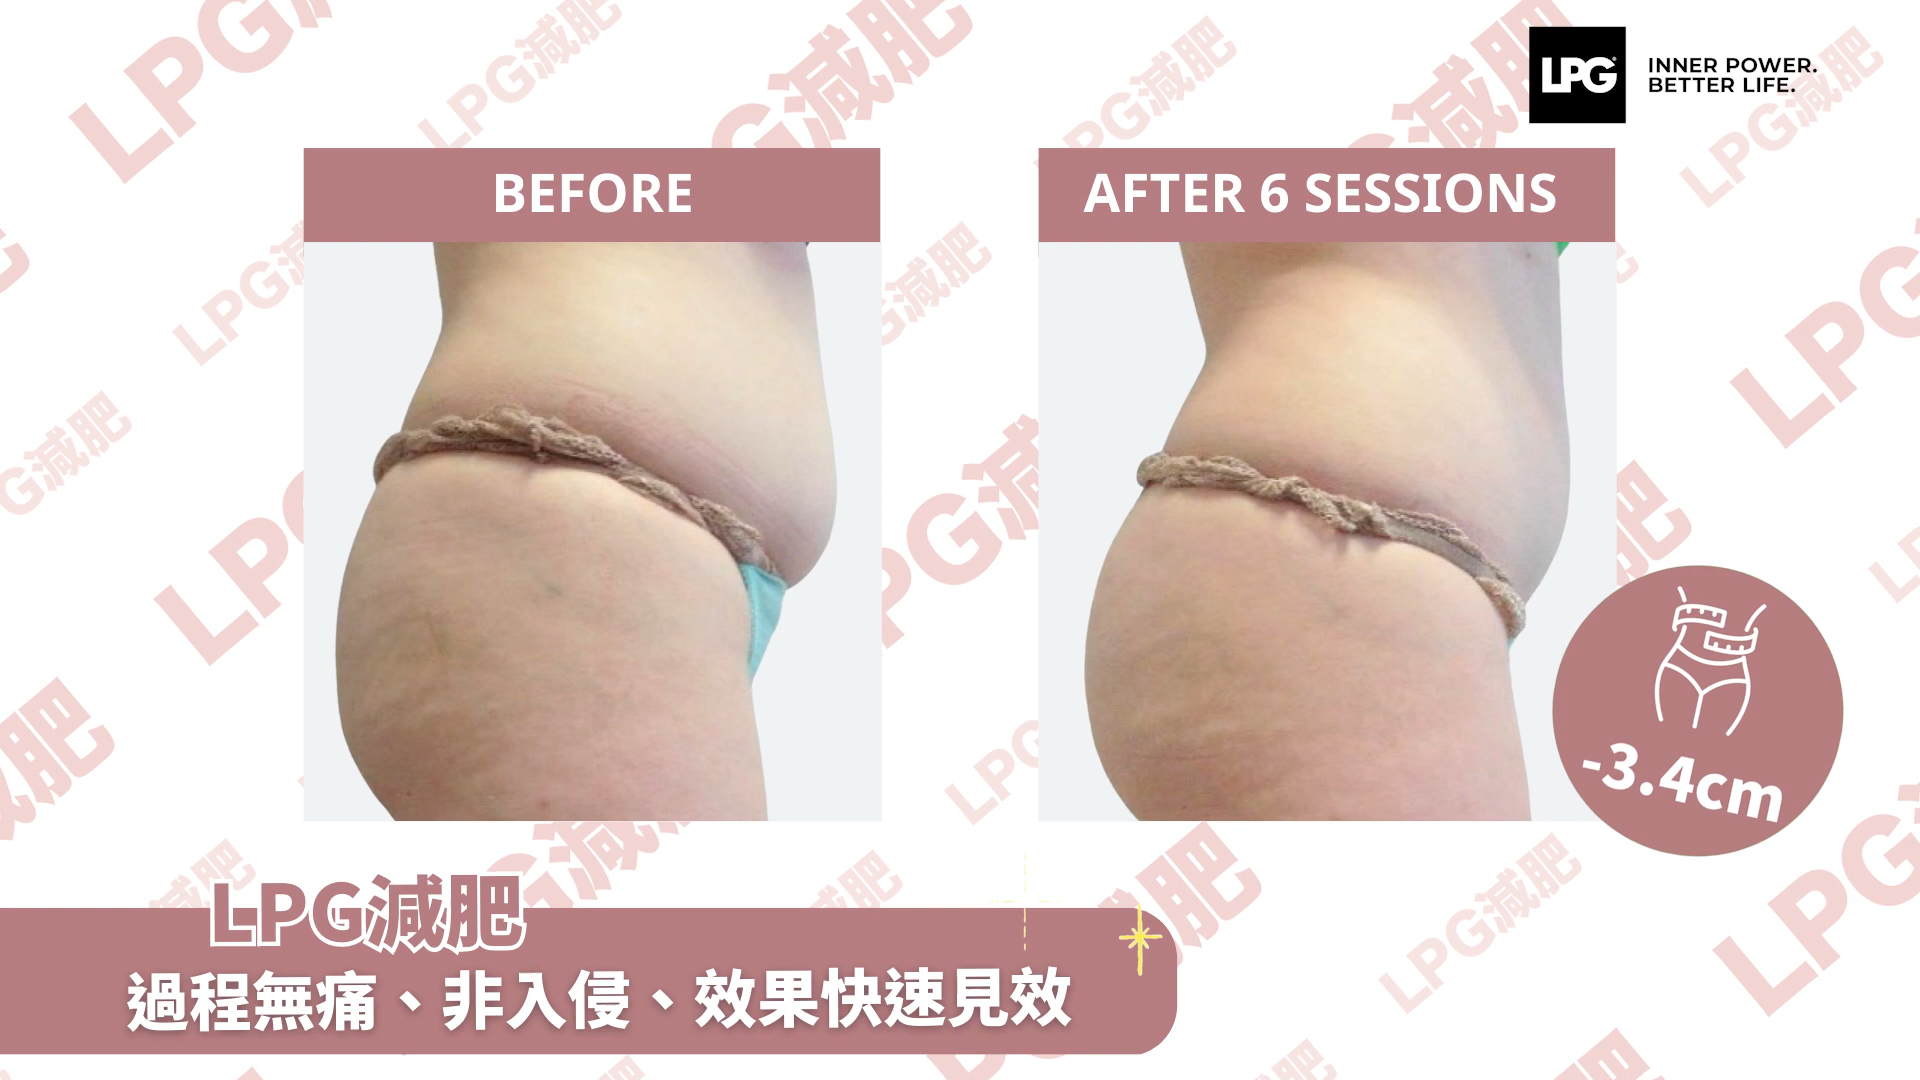 LPG
INNER POWER.
BETTER LIFE.
BEFORE
AFTER 6 SESSIONS
-3.4cm
LPG減肥
過程無痛、非入侵、效果快速見效